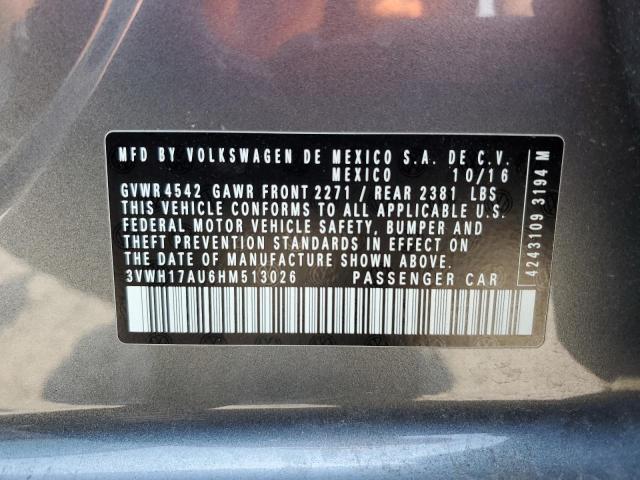 MFD BY VOLKSWAGEN DE MEXICO S.A. DE C.V.
MEXICO 10/16
GVWR 4542 GAWR FRONT 2271 / REAR 2381 LBS
THIS VEHICLE CONFORMS TO ALL APPLICABLE U.S.
FEDERAL MOTOR VEHICLE SAFETY, BUMPER AND
THEFT PREVENTION STANDARDS IN EFFECT ON
THE DATE OF MANUFACTURE SHOWN ABOVE
3VWH17AU6HM513026 PASSENGER CAR
4243109 3194 M